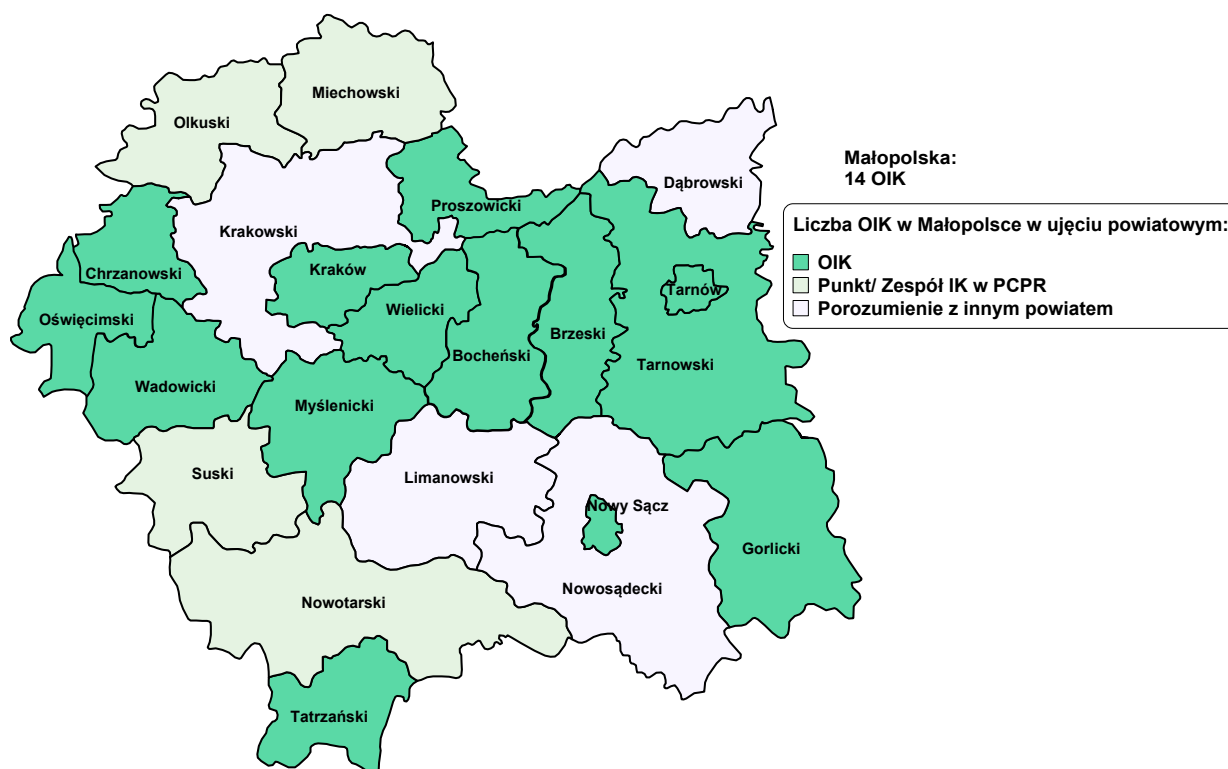 Miechowski
Olkuski
Małopolska:
14 OIK
Dąbrowski
Proszowicki
Liczba OIK w Małopolsce w ujęciu powiatowym:
OIK
Punkt/ Zespół IK w PCPR
Porozumienie z innym powiatem
Krakowski
Chrzanowski
Kraków
Tarnów
Oświęcimski
Wielicki
Bocheński
Brzeski
Tarnowski
Wadowicki
Myślenicki
Suski
Limanowski
Nowy Sącz
Gorlicki
Nowosądecki
Nowotarski
Tatrzański